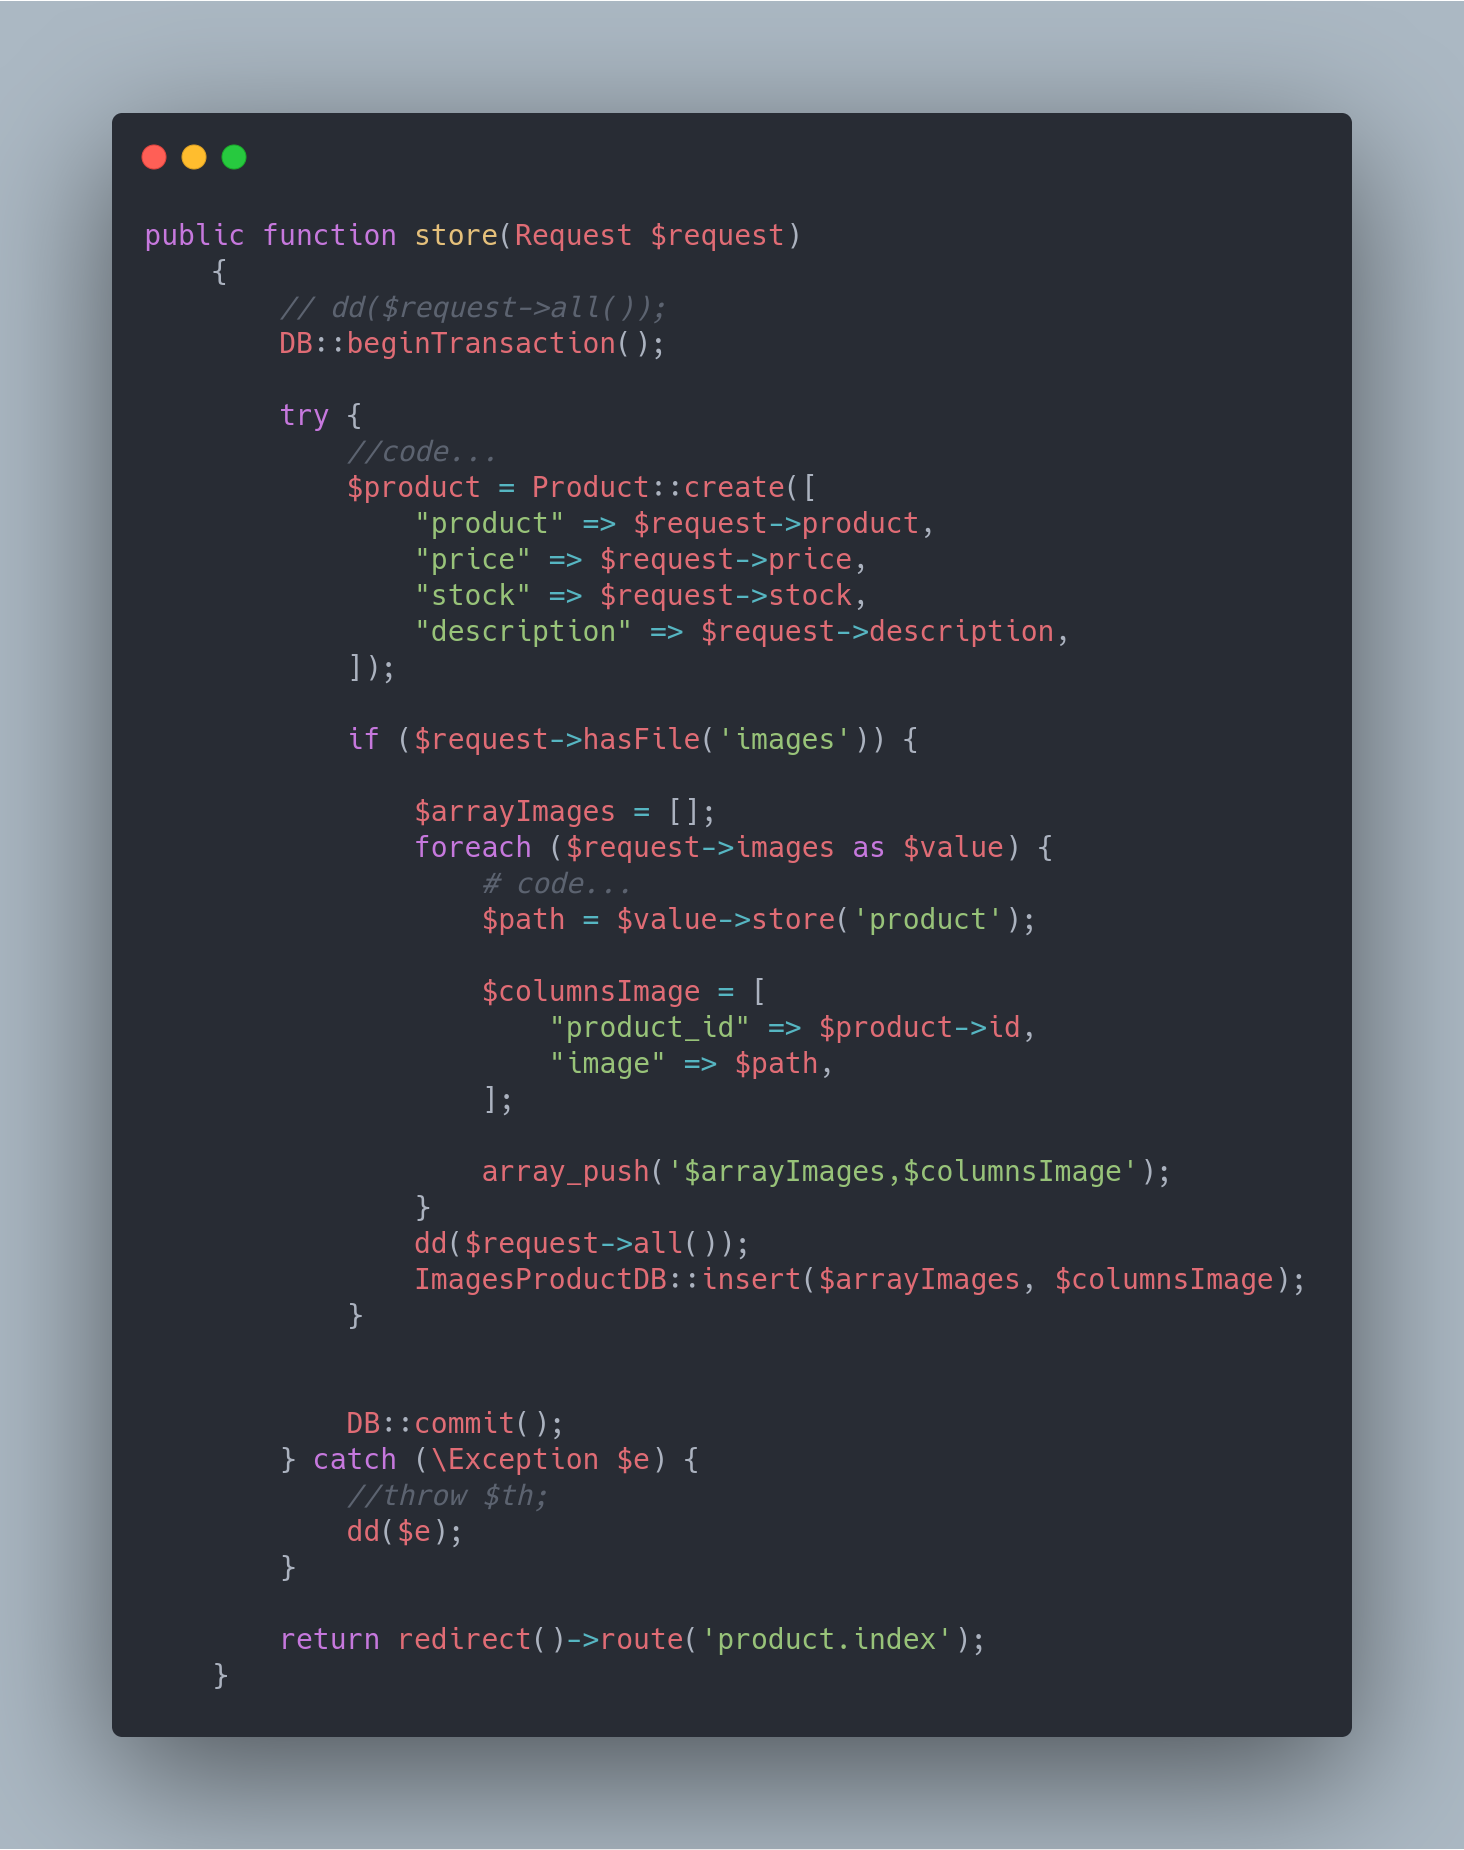 public function store(Request $request)
    {
        // dd($request->all());
        DB::beginTransaction();

        try {
            //code...
            $product = Product::create([
                "product" => $request->product,
                "price" => $request->price,
                "stock" => $request->stock,
                "description" => $request->description,
            ]);

            if ($request->hasFile('images')) {

                $arrayImages = [];
                foreach ($request->images as $value) {
                    # code...
                    $path = $value->store('product');

                    $columnsImage = [
                        "product_id" => $product->id,
                        "image" => $path,
                    ];

                    array_push('$arrayImages,$columnsImage');
                }
                dd($request->all());
                ImagesProductDB::insert($arrayImages, $columnsImage);
            }


            DB::commit();
        } catch (\Exception $e) {
            //throw $th;
            dd($e);
        }

        return redirect()->route('product.index');
    }